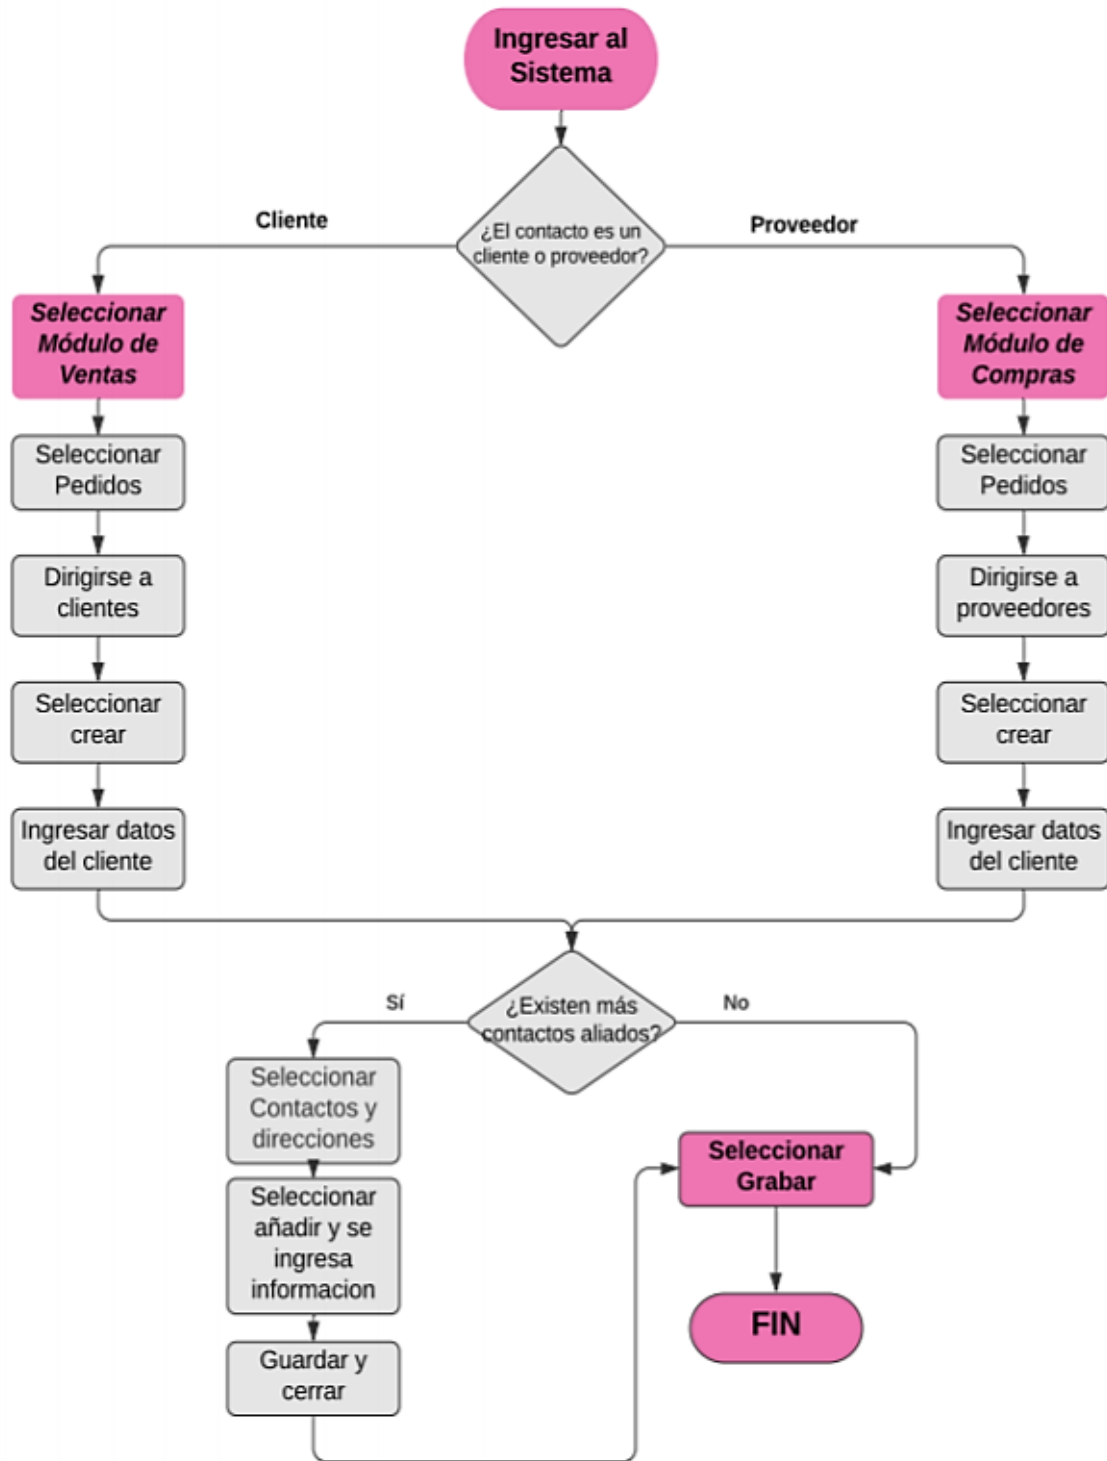 Ingresar al
Sistema
¿El contacto es un
cliente o proveedor?
Cliente
Proveedor
Seleccionar
Módulo de
Ventas
Seleccionar
Pedidos
Dirigirse a
clientes
Seleccionar
crear
Ingresar datos
del cliente
Seleccionar
Módulo de
Compras
Seleccionar
Pedidos
Dirigirse a
proveedores
Seleccionar
crear
Ingresar datos
del cliente
¿Existen más
contactos aliados?
Sí
No
Seleccionar
Contactos y
direcciones
Seleccionar
añadir y se
ingresa
informacion
Guardar y
cerrar
Seleccionar
Grabar
FIN